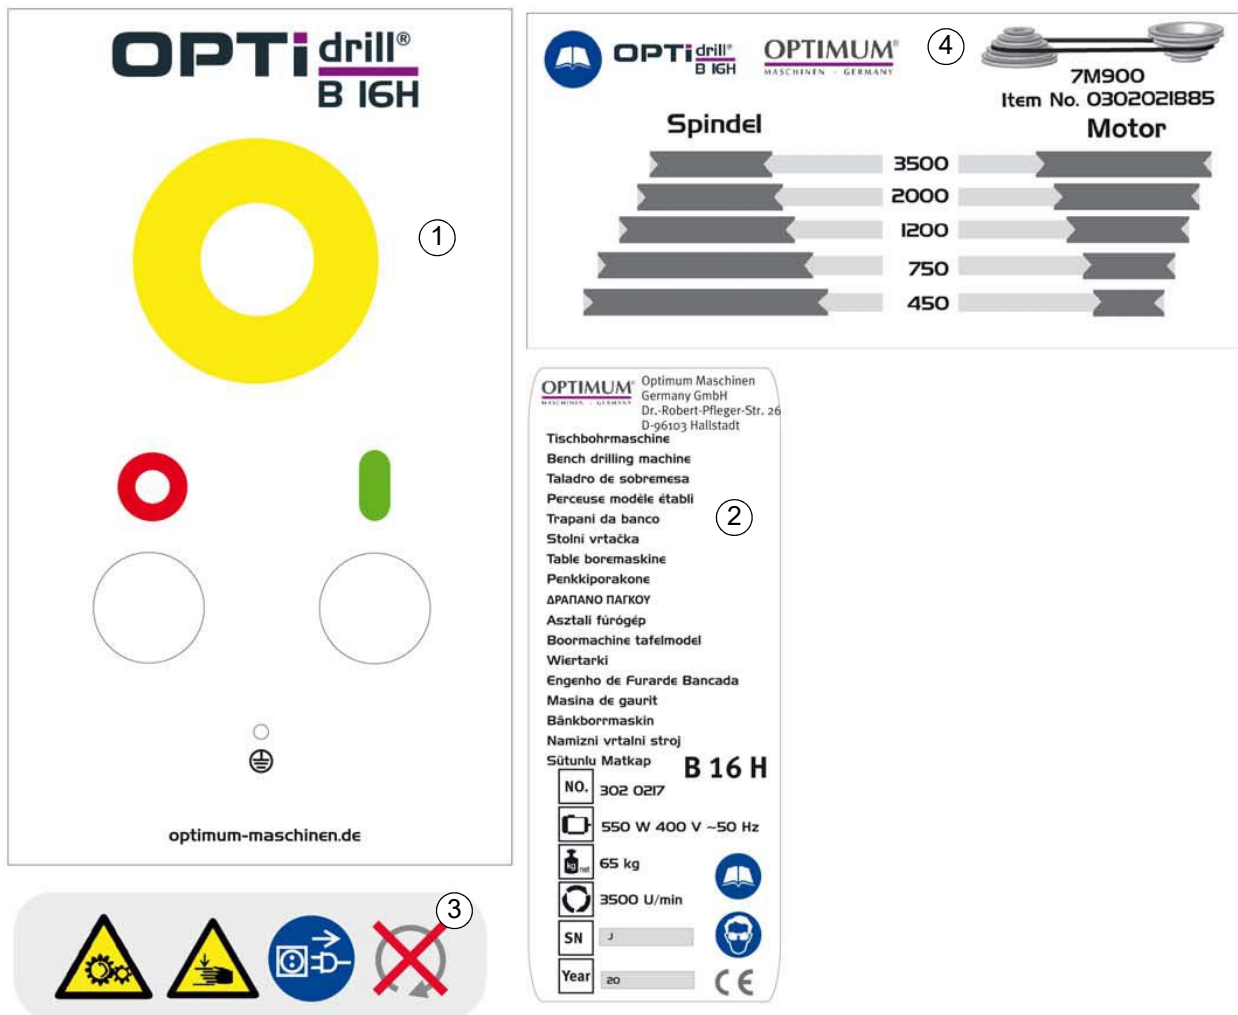 OPTi drill®
B 16H
1
optimum-maschinen.de
3
OPTi drill®
B 16H
OPTIMUM®
MASCHINEN - GERMANY
4
7M900
Item No. 0302021885
Spindel
Motor
3500
2000
1200
750
450
OPTIMUM®
MASCHINEN - GERMANY
Optimum Maschinen
Germany GmbH
Dr.-Robert-Pfleger-Str. 26
D-96103 Hallstadt
Tischbohrmaschine
Bench drilling machine
Taladro de sobremesa
Perceuse modèle établi
Trapani da banco
Stolní vrtačka
Table boremaskine
Penkkiporakone
ΔΡΑΠΑΝΟ ΠΑΓΚΟΥ
Asztali fúrógép
Boormachine tafelmodel
Wiertarki
Engenho de Furarde Bancada
Masina de gaurit
Bänkborrmaskin
Namizni vrtalni stroj
Sütunlu Matkap
2
B 16 H
NO. 302 0217
550 W 400 V ~50 Hz
kg net 65 kg
3500 U/min
SN J
Year 20
CE